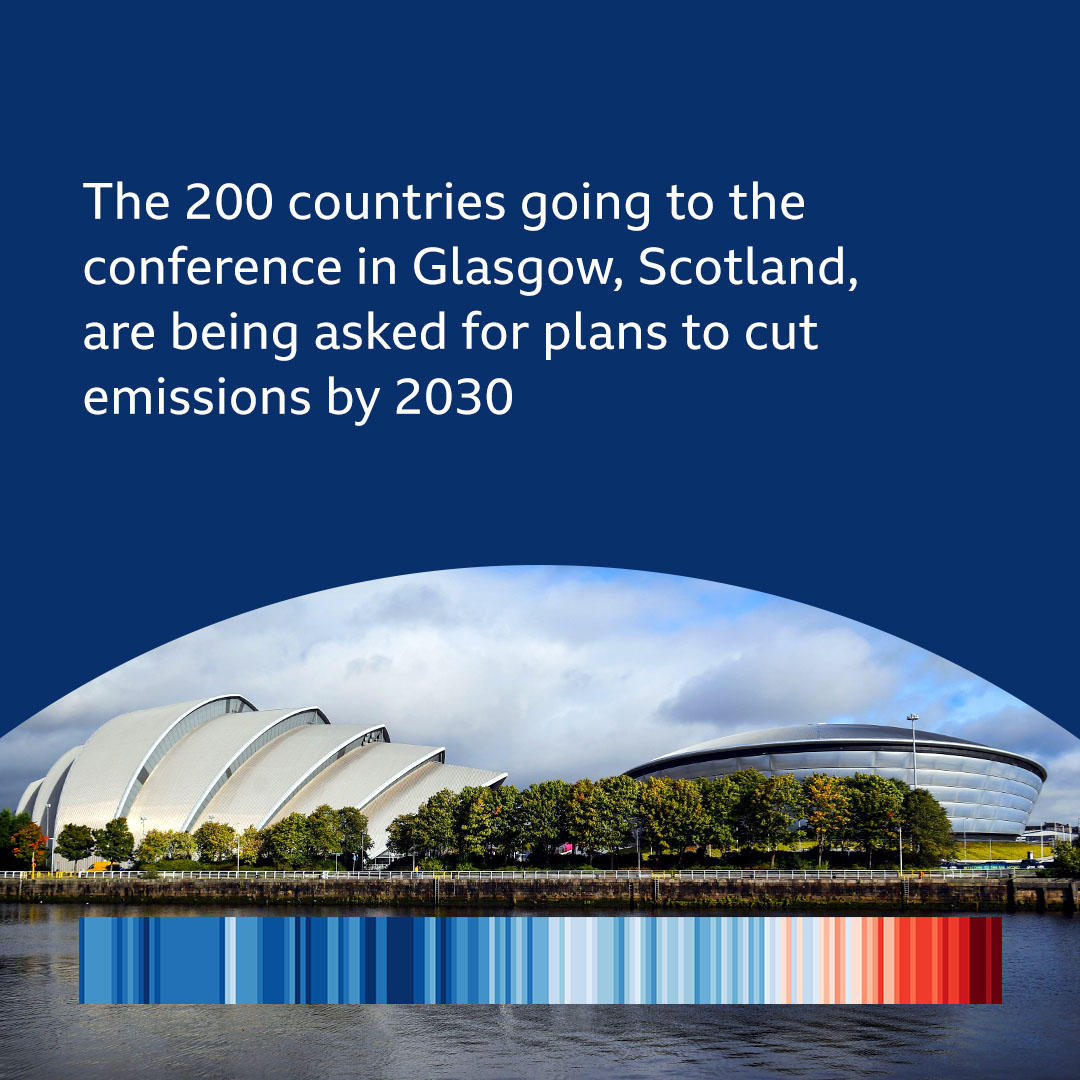 The 200 countries going to the
conference in Glasgow, Scotland,
are being asked for plans to cut
emissions by 2030